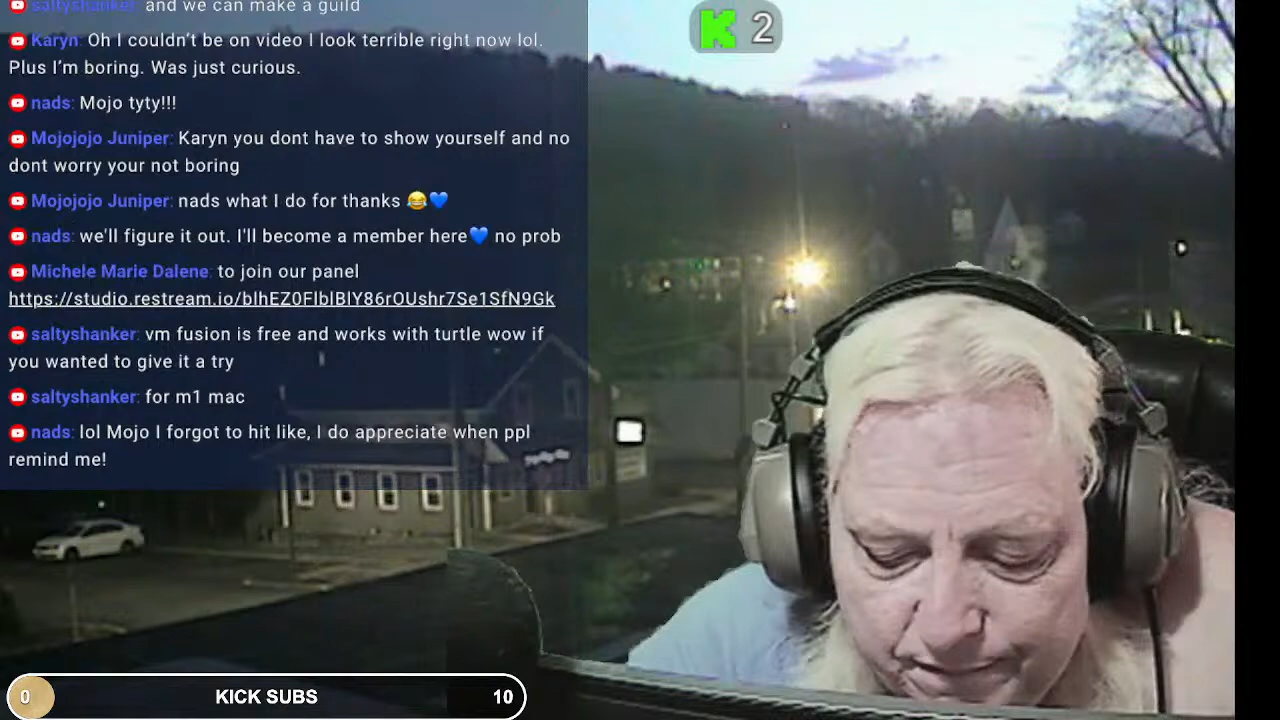 saltyshanker: and we can make a guild
Karyn: Oh I couldn't be on video I look terrible right now lol.
Plus I'm boring. Was just curious.
nads: Mojo tyty!!!
Mojojojo Juniper: Karyn you dont have to show yourself and no
dont worry your not boring
Mojojojo Juniper: nads what I do for thanks 😂💙
nads: we'll figure it out. I'll become a member here💙 no prob
Michele Marie Dalene: to join our panel
https://studio.restream.io/blhEZ0FlblBlY86rOUshr7Se1SfN9Gk
saltyshanker: vm fusion is free and works with turtle wow if
you wanted to give it a try
saltyshanker: for m1 mac
nads: lol Mojo I forgot to hit like, I do appreciate when ppl
remind me!
K 2
0 KICK SUBS 10